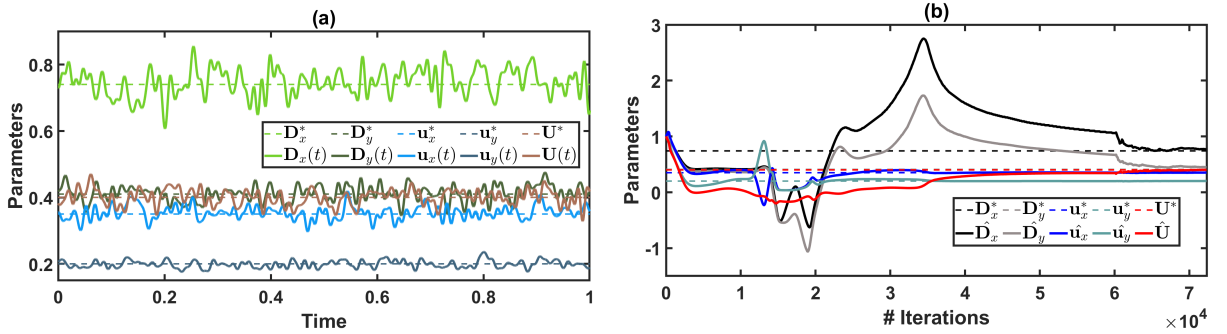 (a)
Parameters
0.8
0.6
0.4
0.2
D*x D*y u*x u*y U*
Dx(t) Dy(t) ux(t) uy(t) U(t)
0 0.2 0.4 0.6 0.8 1
Time
(b)
Parameters
3
2
1
0
-1
D*x D*y u*x u*y U*
D̂x D̂y ûx ûy Û
0 1 2 3 4 5 6 7
# Iterations
×10⁴